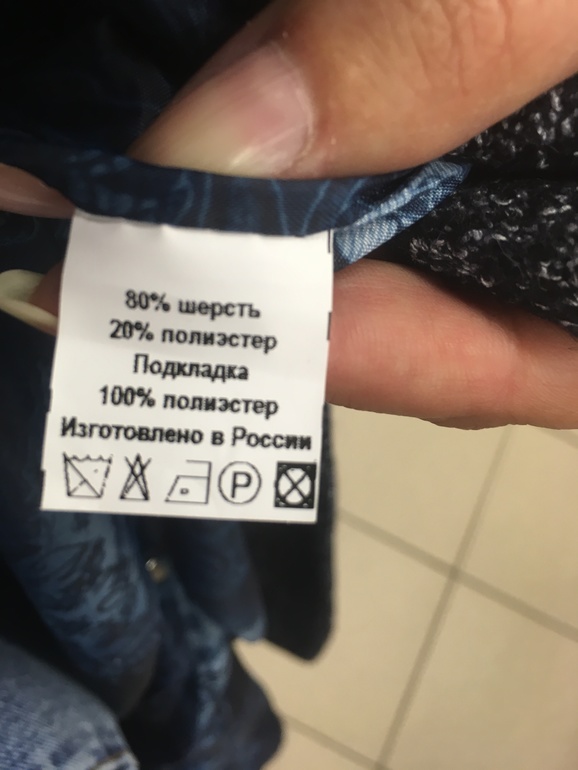 80% шерсть
20% полиэстер
Подкладка
100% полиэстер
Изготовлено в России
P